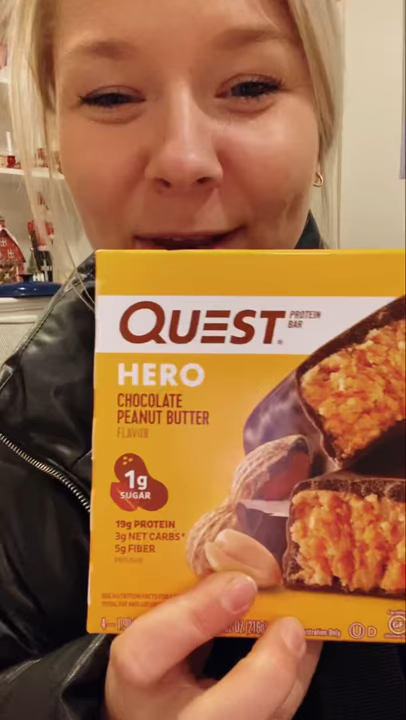 QUEST
PROTEIN
BAR
HERO
CHOCOLATE
PEANUT BUTTER
FLAVOR
1g
SUGAR
19g PROTEIN
3g NET CARBS*
5g FIBER